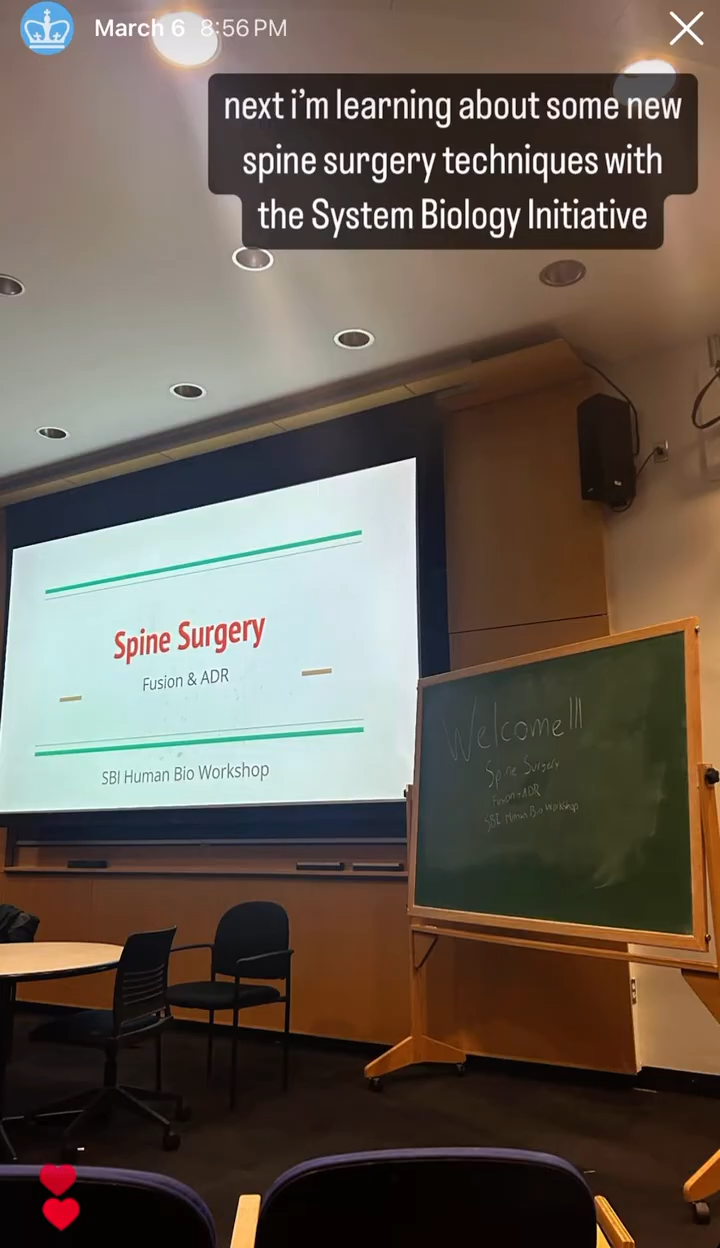 March 6 8:56 PM
next i'm learning about some new
spine surgery techniques with
the System Biology Initiative
Spine Surgery
Fusion & ADR
SBI Human Bio Workshop
Welcome!!!
Spine Surgery
Fusion + ADR
SBI Human Bio Workshop